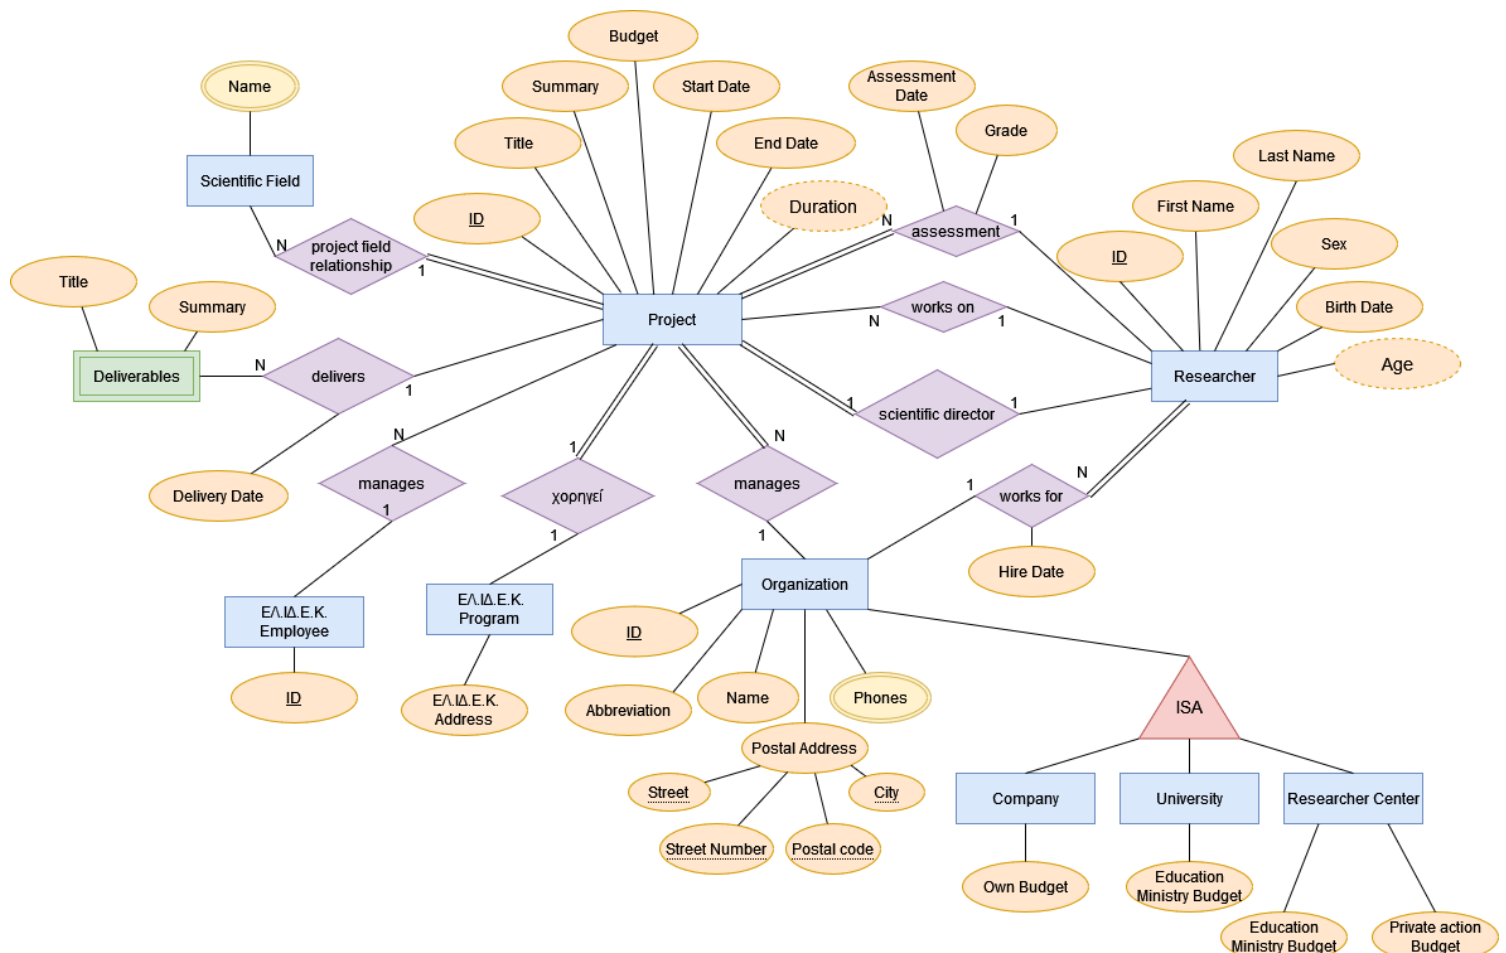 Budget
Name
Summary
Start Date
Assessment
Date
Grade
Title
End Date
Last Name
Scientific Field
ID
Duration
N
1
First Name
assessment
Sex
N
project field
relationship
1
ID
Title
Summary
Project
works on
N
1
Birth Date
Deliverables
N
delivers
1
Researcher
Age
1
scientific director
1
N
1
N
manages
1
χορηγεί
manages
1
works for
N
Delivery Date
1
1
1
Hire Date
Organization
ΕΛ.ΙΔ.Ε.Κ.
Employee
ΕΛ.ΙΔ.Ε.Κ.
Program
ID
ID
ΕΛ.ΙΔ.Ε.Κ.
Address
Abbreviation
Name
Phones
ISA
Postal Address
Street
City
Street Number
Postal code
Company
University
Researcher Center
Own Budget
Education
Ministry Budget
Education
Ministry Budget
Private action
Budget